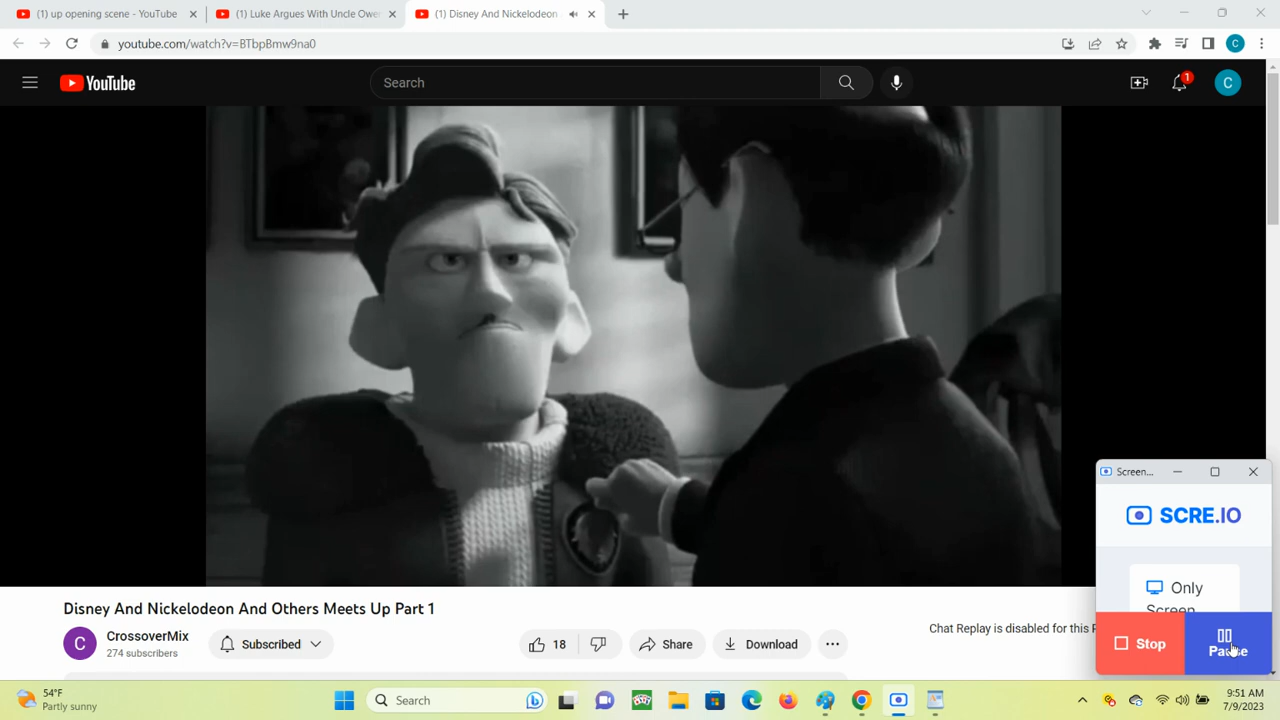 (1) up opening scene - YouTube
(1) Luke Argues With Uncle Owe
(1) Disney And Nickelodeon
youtube.com/watch?v=BTbpBmw9na0
C
YouTube
Search
1
C
Screen...
SCRE.IO
Only
Screen
Stop
Pause
Disney And Nickelodeon And Others Meets Up Part 1
C
CrossoverMix
274 subscribers
Subscribed
18
Share
Download
Chat Replay is disabled for this P
54°F
Partly sunny
Search
9:51 AM
7/9/2023